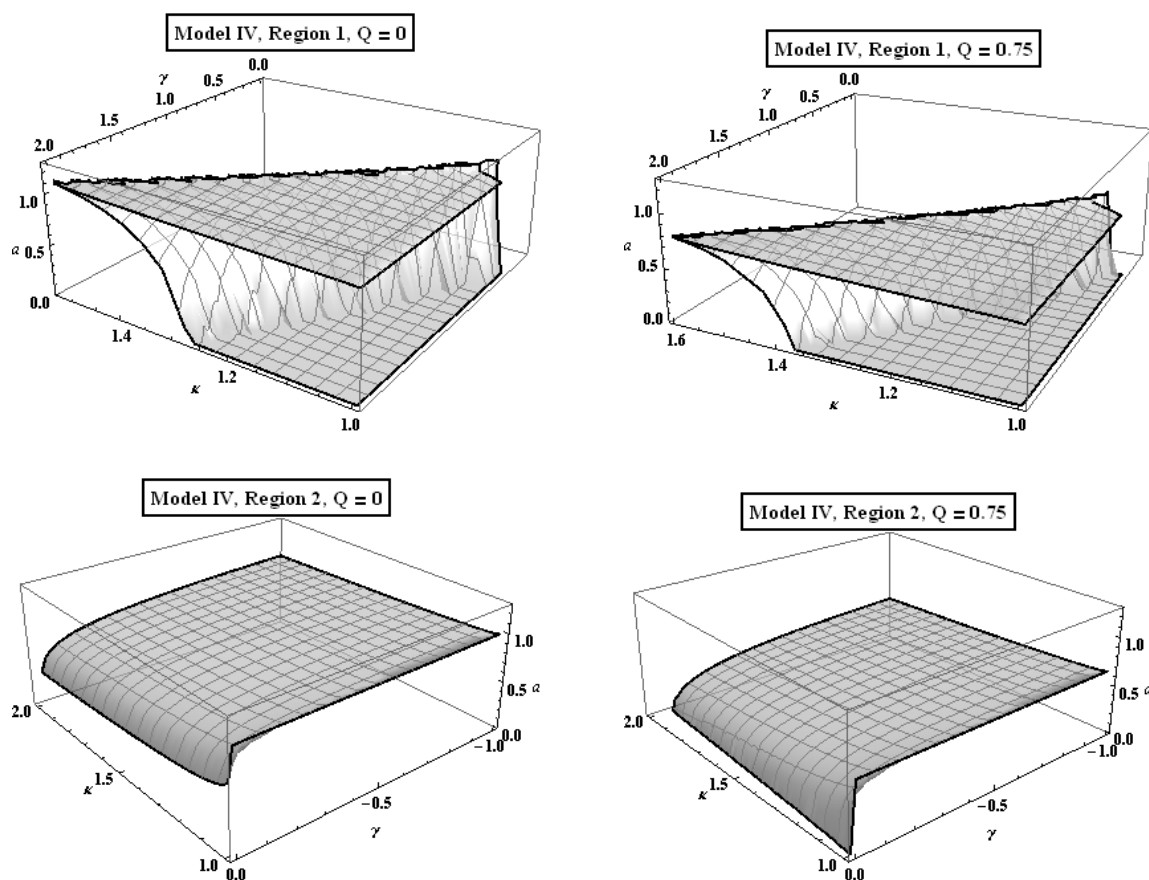 Model IV, Region 1, Q = 0
0.0
γ
0.5
1.0
1.5
2.0
1.0
a
0.5
0.0
1.4
1.2
κ
1.0
Model IV, Region 1, Q = 0.75
0.0
γ
0.5
1.0
1.5
2.0
1.0
a
0.5
0.0
1.6
1.4
1.2
κ
1.0
Model IV, Region 2, Q = 0
1.0
0.5
a
0.0
2.0
-1.0
κ
1.5
-0.5
γ
1.0
0.0
Model IV, Region 2, Q = 0.75
1.0
0.5
a
0.0
2.0
-1.0
κ
1.5
-0.5
γ
1.0
0.0